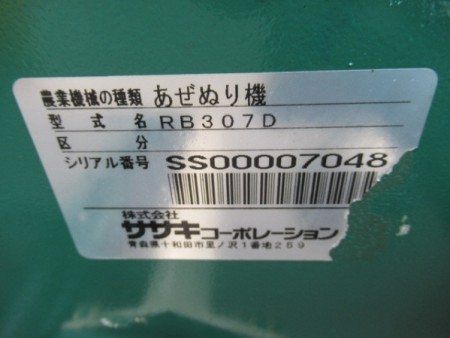 農業機械の種類 あぜぬり機
型式名 RB307D
区分
シリアル番号 SS00007048
株式会社
ササキコーポレーション
青森県十和田市里ノ沢1番地259